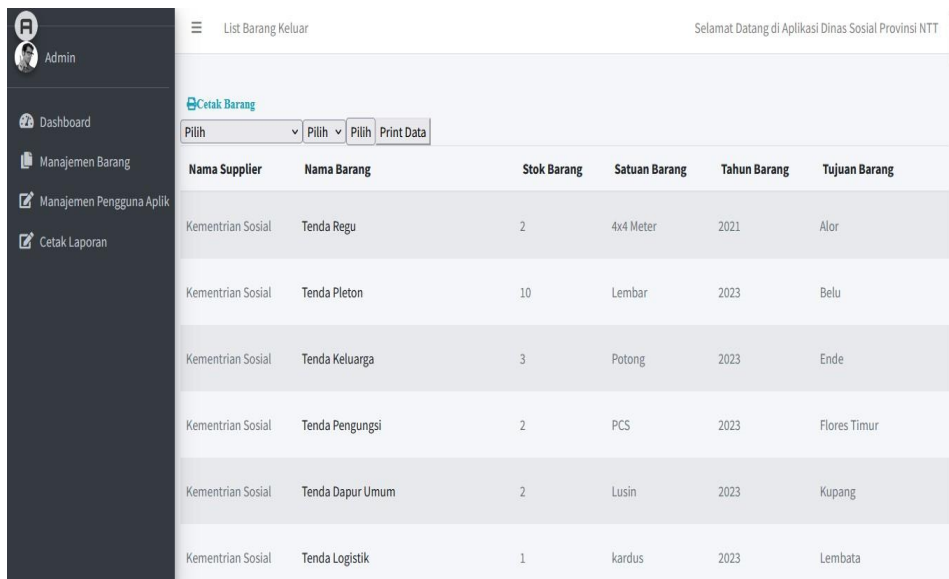 A
Admin
Dashboard
Manajemen Barang
Manajemen Pengguna Aplik
Cetak Laporan
List Barang Keluar
Selamat Datang di Aplikasi Dinas Sosial Provinsi NTT
Cetak Barang
Pilih Pilih Pilih Print Data
Nama Supplier Nama Barang Stok Barang Satuan Barang Tahun Barang Tujuan Barang
Kementrian Sosial Tenda Regu 2 4x4 Meter 2021 Alor
Kementrian Sosial Tenda Pleton 10 Lembar 2023 Belu
Kementrian Sosial Tenda Keluarga 3 Potong 2023 Ende
Kementrian Sosial Tenda Pengungsi 2 PCS 2023 Flores Timur
Kementrian Sosial Tenda Dapur Umum 2 Lusin 2023 Kupang
Kementrian Sosial Tenda Logistik 1 kardus 2023 Lembata